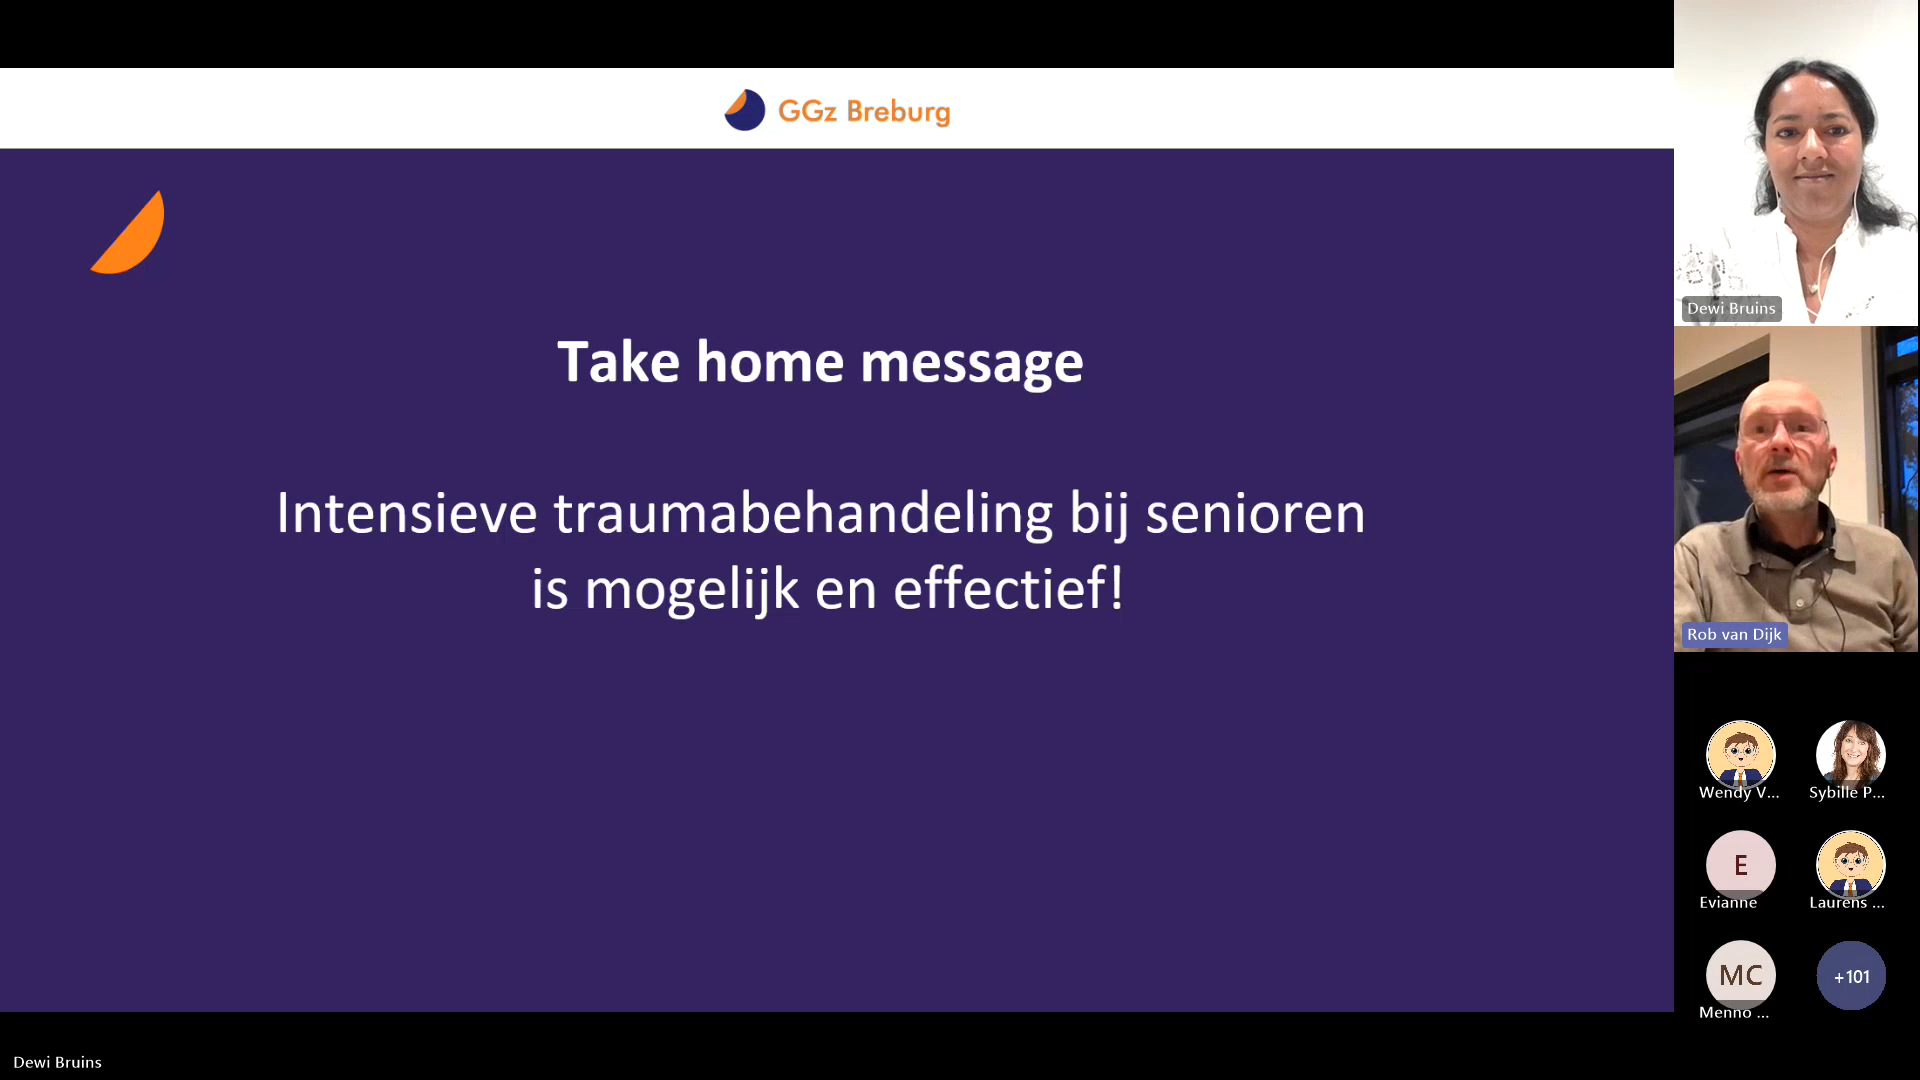 GGz Breburg
Take home message
Intensieve traumabehandeling bij senioren
is mogelijk en effectief!
Dewi Bruins
Rob van Dijk
Wendy V...
Sybille P...
E
Evianne
Laurens ...
MC
Menno ...
+101
Dewi Bruins